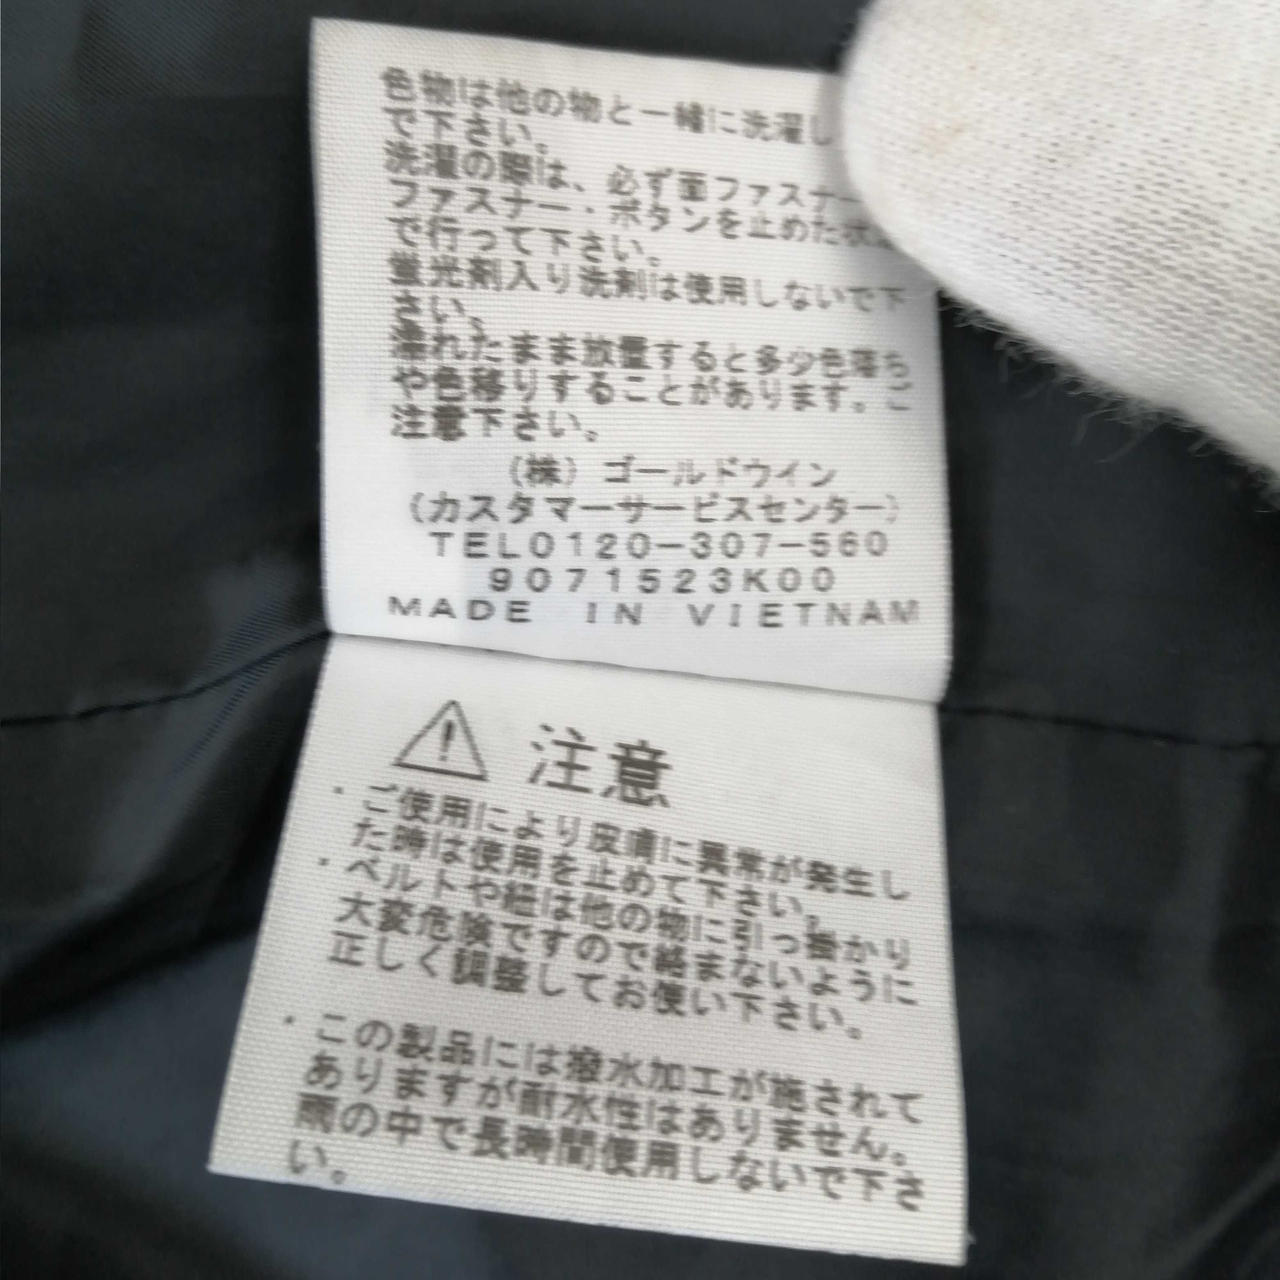 色物は他の物と一緒に洗濯し
で下さい。
洗濯の際は、必ず面ファスナー
ファスナー・ボタンを止めた状
で行って下さい。
蛍光剤入り洗剤は使用しないで下
さい。
濡れたまま放置すると多少色落ち
や色移りすることがあります。ご
注意下さい。
(株) ゴールドウイン
(カスタマーサービスセンター)
TEL0120-307-560
9071523K00
MADE IN VIETNAM
注意
・ご使用により皮膚に異常が発生し
た時は使用を止めて下さい。
・ベルトや紐は他の物に引っ掛かり
大変危険ですので絡まないように
正しく調整してお使い下さい。
・この製品には撥水加工が施されて
ありますが耐水性はありません。
雨の中で長時間使用しないで下さ
い。